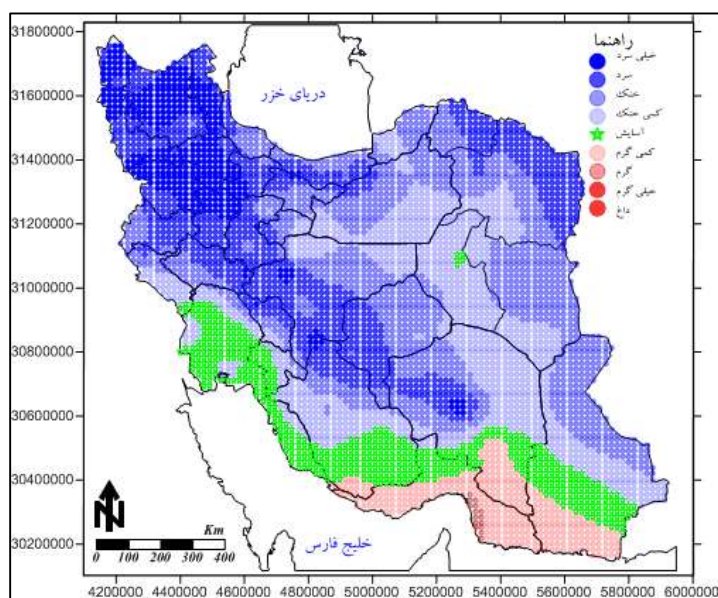 31800000
31600000
31400000
31200000
31000000
30800000
30600000
30400000
30200000
راهنما
خیلی سرد
سرد
خنک
کمی خنک
آسایش
کمی گرم
گرم
خیلی گرم
داغ
دریای خزر
خلیج فارس
N
Km
0 100 200 300 400
4200000 4400000 4600000 4800000 5000000 5200000 5400000 5600000 5800000 6000000